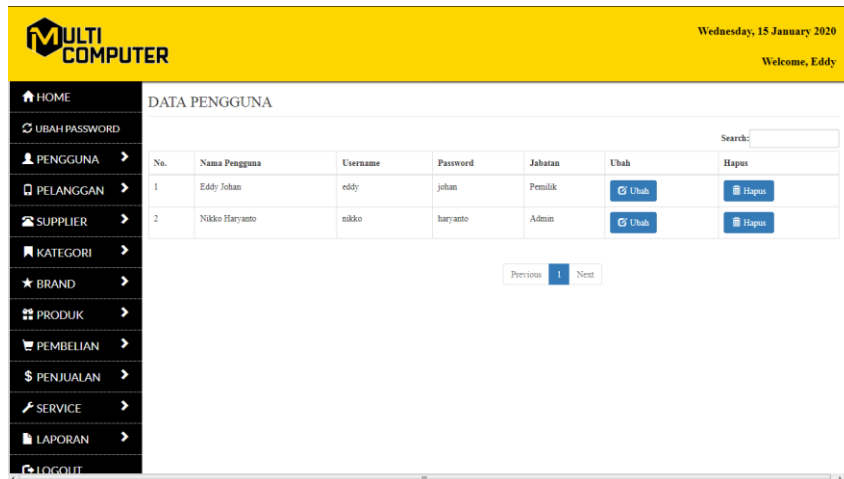 MULTI
COMPUTER
Wednesday, 15 January 2020
Welcome, Eddy
HOME
UBAH PASSWORD
PENGGUNA
PELANGGAN
SUPPLIER
KATEGORI
BRAND
PRODUK
PEMBELIAN
PENJUALAN
SERVICE
LAPORAN
LOGOUT
DATA PENGGUNA
Search:
No. Nama Pengguna Username Password Jabatan Ubah Hapus
1 Eddy Johan eddy johan Pemilik Ubah Hapus
2 Nikko Haryanto nikko haryanto Admin Ubah Hapus
Previous 1 Next